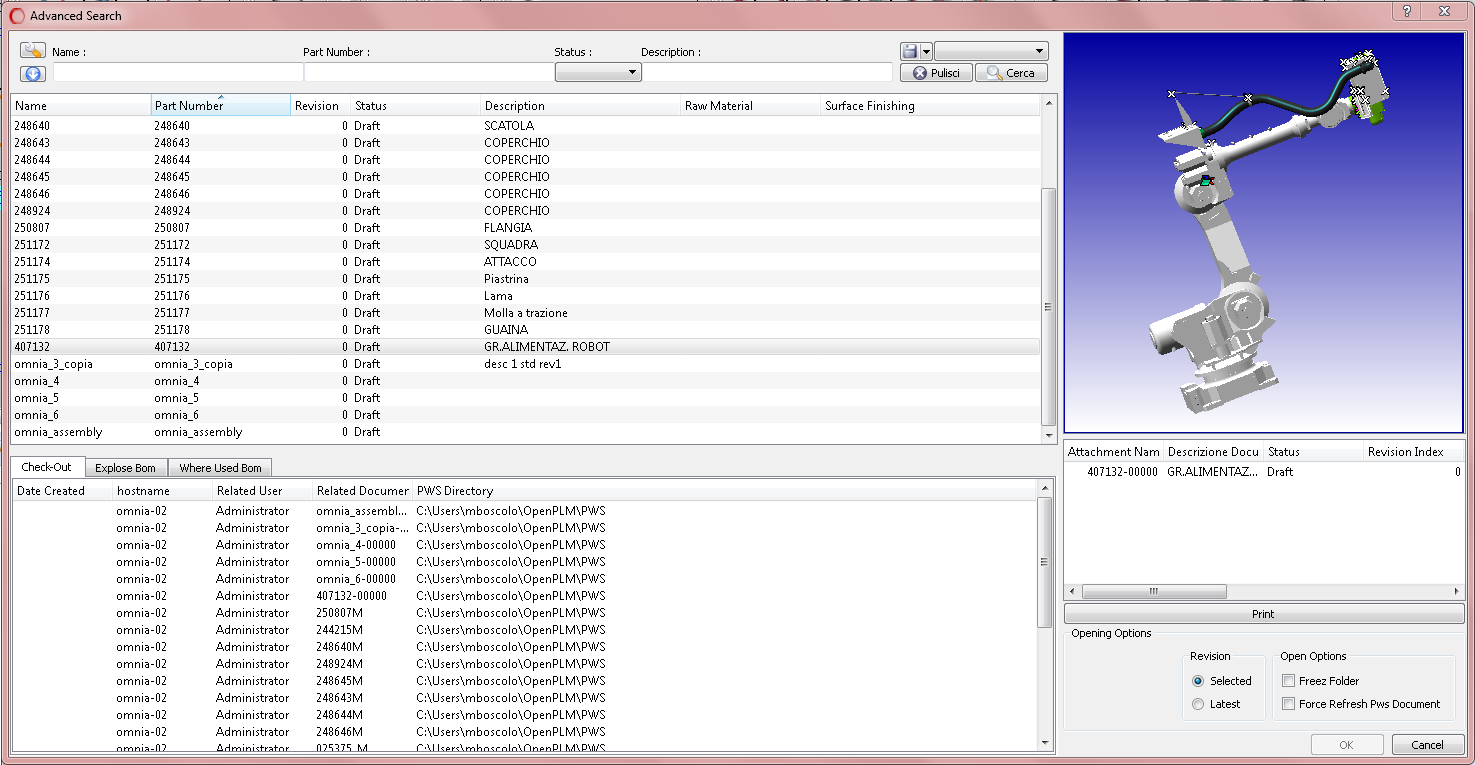 Advanced Search
Name : Part Number : Status : Description :
Pulisci Cerca
Name Part Number Revision Status Description Raw Material Surface Finishing
248640 248640 0 Draft SCATOLA
248643 248643 0 Draft COPERCHIO
248644 248644 0 Draft COPERCHIO
248645 248645 0 Draft COPERCHIO
248646 248646 0 Draft COPERCHIO
248924 248924 0 Draft COPERCHIO
250807 250807 0 Draft FLANGIA
251172 251172 0 Draft SQUADRA
251174 251174 0 Draft ATTACCO
251175 251175 0 Draft Piastrina
251176 251176 0 Draft Lama
251177 251177 0 Draft Molla a trazione
251178 251178 0 Draft GUAINA
407132 407132 0 Draft GR.ALIMENTAZ. ROBOT
omnia_3_copia omnia_3_copia 0 Draft desc 1 std rev1
omnia_4 omnia_4 0 Draft
omnia_5 omnia_5 0 Draft
omnia_6 omnia_6 0 Draft
omnia_assembly omnia_assembly 0 Draft
Check-Out Explose Bom Where Used Bom
Date Created hostname Related User Related Documer PWS Directory
omnia-02 Administrator omnia_assembl... C:\Users\mboscolo\OpenPLM\PWS
omnia-02 Administrator omnia_3_copia-... C:\Users\mboscolo\OpenPLM\PWS
omnia-02 Administrator omnia_4-00000 C:\Users\mboscolo\OpenPLM\PWS
omnia-02 Administrator omnia_5-00000 C:\Users\mboscolo\OpenPLM\PWS
omnia-02 Administrator omnia_6-00000 C:\Users\mboscolo\OpenPLM\PWS
omnia-02 Administrator 407132-00000 C:\Users\mboscolo\OpenPLM\PWS
omnia-02 Administrator 250807M C:\Users\mboscolo\OpenPLM\PWS
omnia-02 Administrator 244215M C:\Users\mboscolo\OpenPLM\PWS
omnia-02 Administrator 248640M C:\Users\mboscolo\OpenPLM\PWS
omnia-02 Administrator 248924M C:\Users\mboscolo\OpenPLM\PWS
omnia-02 Administrator 248645M C:\Users\mboscolo\OpenPLM\PWS
omnia-02 Administrator 248643M C:\Users\mboscolo\OpenPLM\PWS
omnia-02 Administrator 248644M C:\Users\mboscolo\OpenPLM\PWS
omnia-02 Administrator 248646M C:\Users\mboscolo\OpenPLM\PWS
omnia-02 Administrator 025375_M C:\Users\mboscolo\OpenPLM\PWS
Attachment Nam Descrizione Docu Status Revision Index
407132-00000 GR.ALIMENTAZ... Draft 0
Print
Opening Options
Revision Open Options
Selected Freez Folder
Latest Force Refresh Pws Document
OK Cancel